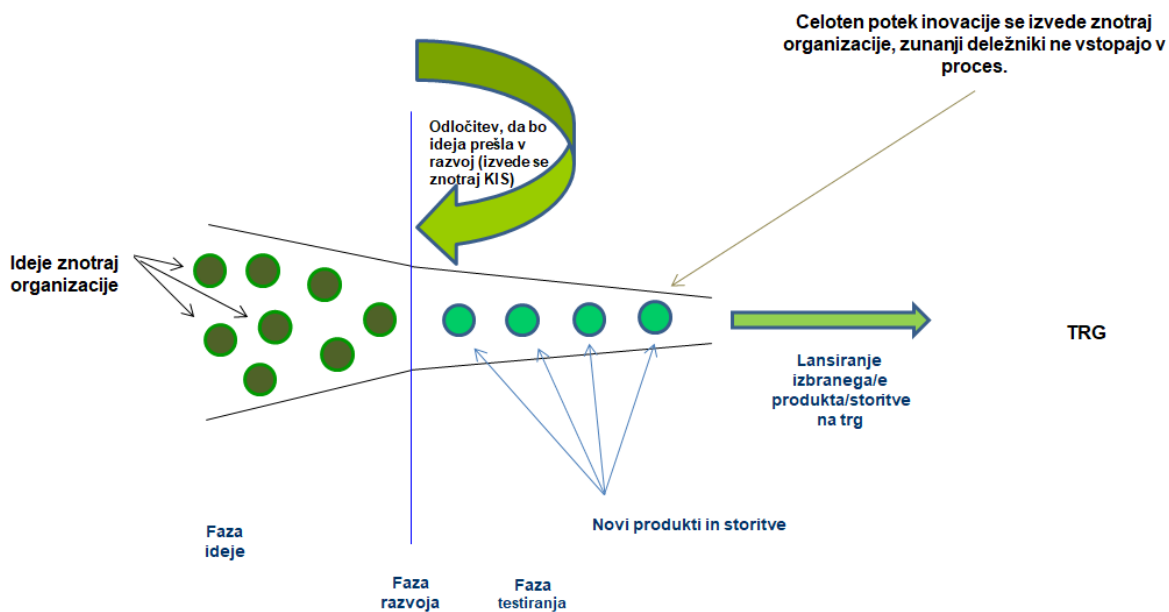 Celoten potek inovacije se izvede znotraj
organizacije, zunanji deležniki ne vstopajo v
proces.
Odločitev, da bo
ideja prešla v
razvoj (izvede se
znotraj KIS)
Ideje znotraj
organizacije
TRG
Lansiranje
izbranega/e
produkta/storitve
na trg
Novi produkti in storitve
Faza
ideje
Faza
razvoja
Faza
testiranja